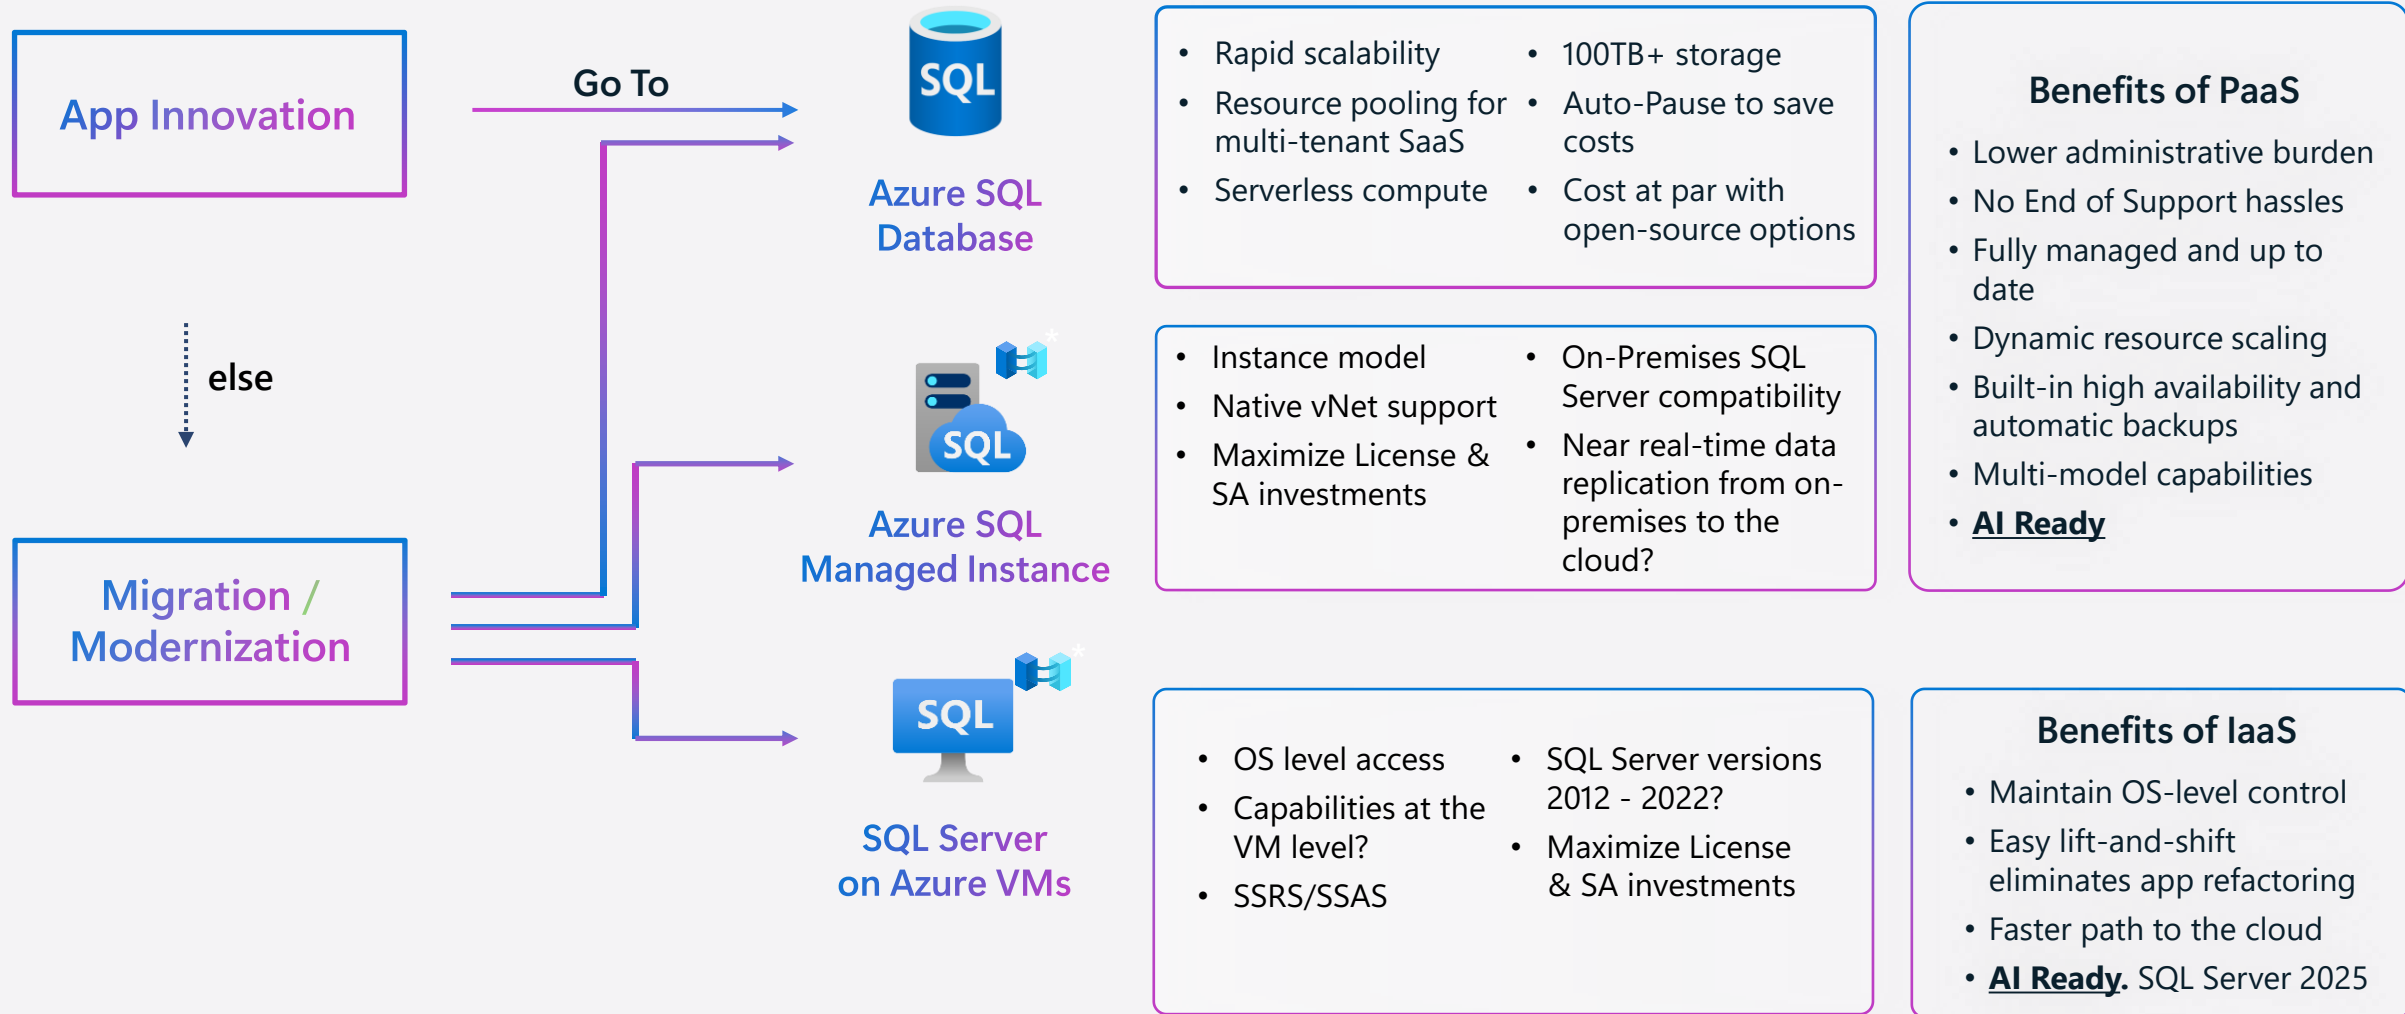 App Innovation
Go To
else
Migration /
Modernization
SQL
Azure SQL
Database
• Rapid scalability
• Resource pooling for
multi-tenant SaaS
• Serverless compute
• 100TB+ storage
• Auto-Pause to save
costs
• Cost at par with
open-source options
*
SQL
Azure SQL
Managed Instance
• Instance model
• Native vNet support
• Maximize License &
SA investments
• On-Premises SQL
Server compatibility
• Near real-time data
replication from on-
premises to the
cloud?
*
SQL
SQL Server
on Azure VMs
• OS level access
• Capabilities at the
VM level?
• SSRS/SSAS
• SQL Server versions
2012 - 2022?
• Maximize License
& SA investments
Benefits of PaaS
• Lower administrative burden
• No End of Support hassles
• Fully managed and up to
date
• Dynamic resource scaling
• Built-in high availability and
automatic backups
• Multi-model capabilities
• AI Ready
Benefits of IaaS
• Maintain OS-level control
• Easy lift-and-shift
eliminates app refactoring
• Faster path to the cloud
• AI Ready. SQL Server 2025